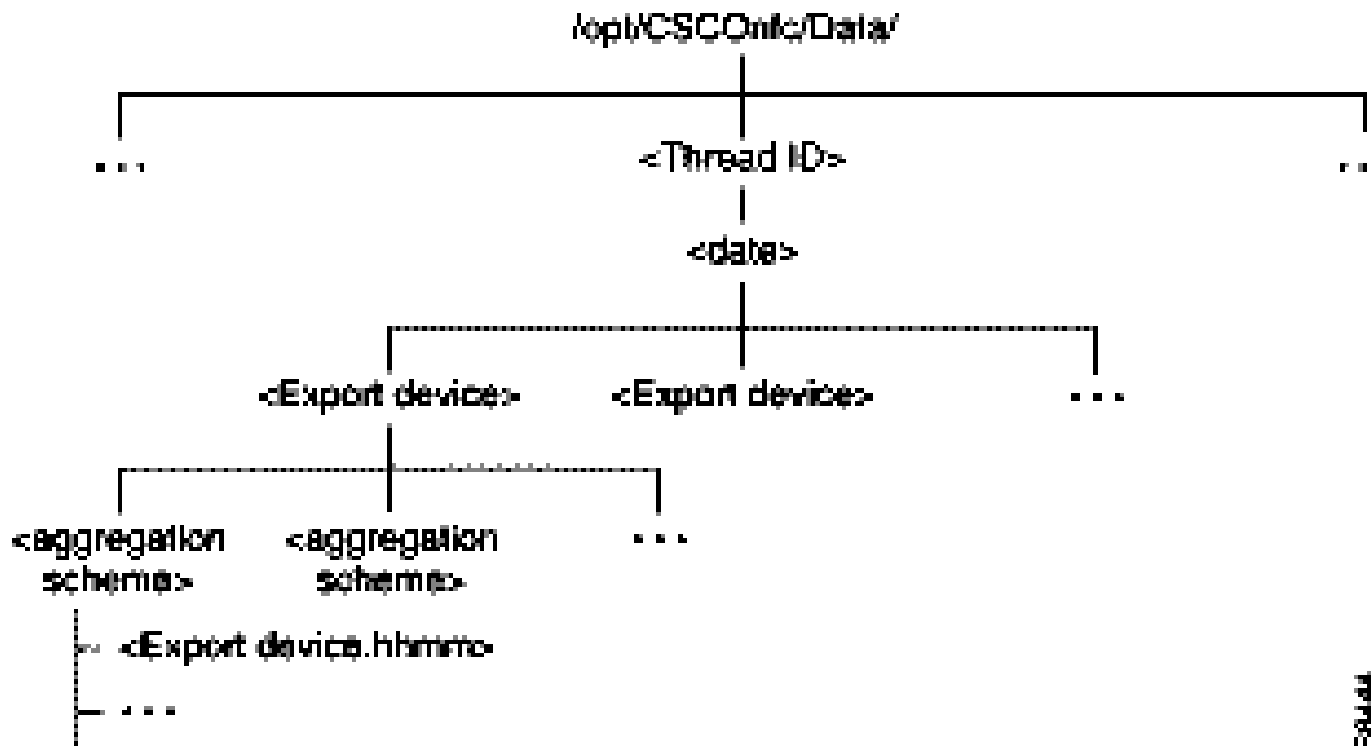 /opt/CSCOnfc/Data/
... <Thread ID> ...
<date>
<Export device> <Export device> ...
<aggregation <aggregation ...
scheme> scheme>
<Export device.hhmm>
...